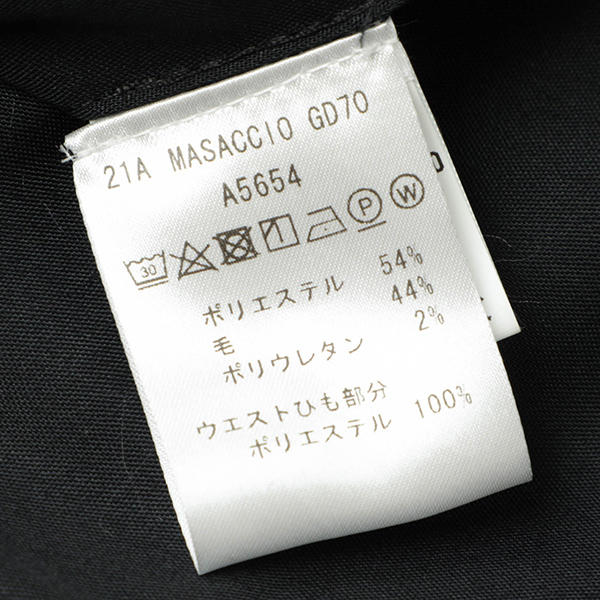 21A MASACCIO GD70
A5654
30 P W
ポリエステル 54%
毛 44%
ポリウレタン 2%
ウエストひも部分
ポリエステル 100%